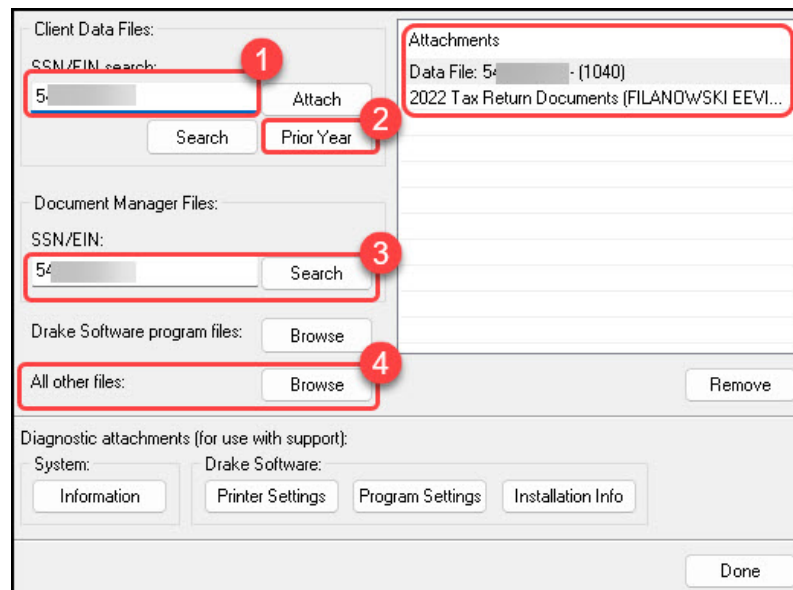 Client Data Files:
SSN/EIN search:
1
5
Attach
2
Search
Prior Year
Document Manager Files:
SSN/EIN:
3
54
Search
Drake Software program files:
Browse
4
All other files:
Browse
Attachments
Data File: 54 - (1040)
2022 Tax Return Documents (FILANOWSKI EEVI...
Remove
Diagnostic attachments (for use with support):
System:
Information
Drake Software:
Printer Settings
Program Settings
Installation Info
Done